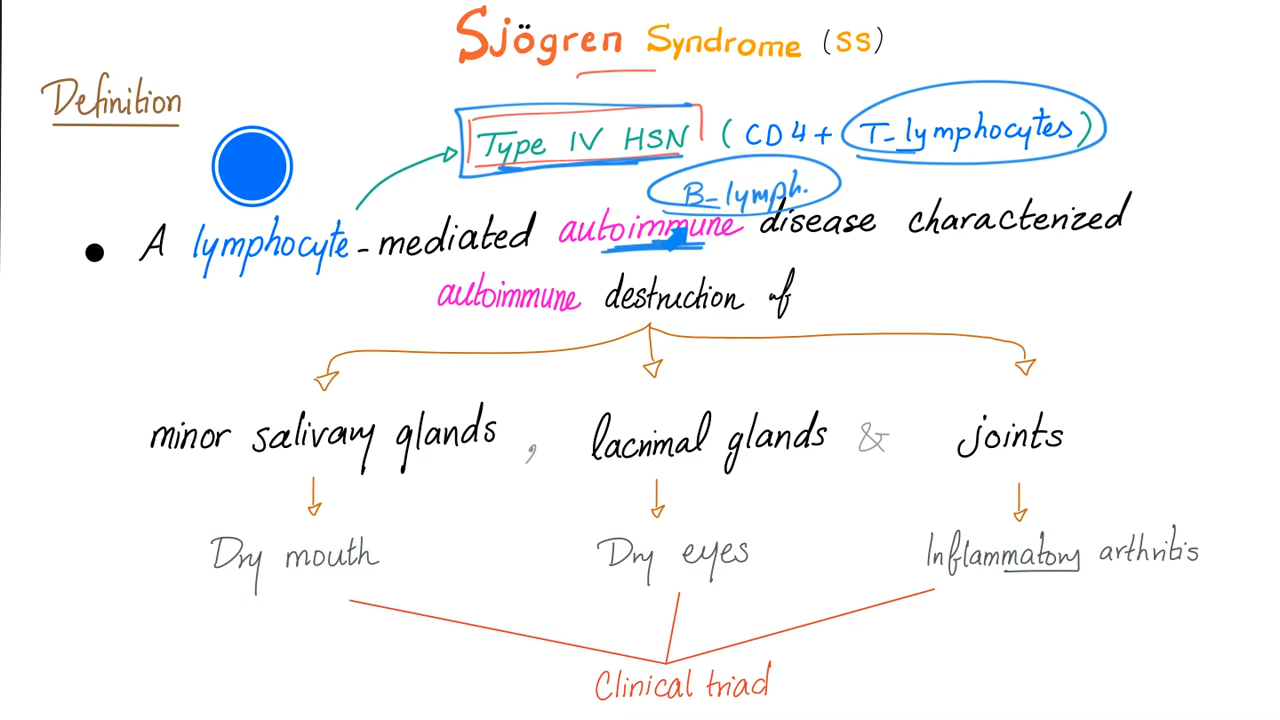 Sjögren Syndrome (SS)
Definition
Type IV HSN (CD4+ T-lymphocytes)
B-lymph.
• A lymphocyte-mediated autoimmune disease characterized
autoimmune destruction of
minor salivary glands, lacrimal glands & joints
Dry mouth Dry eyes Inflammatory arthritis
Clinical triad